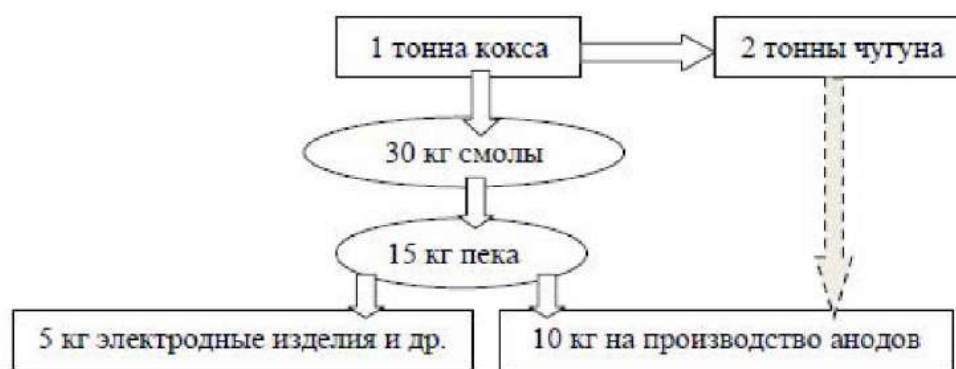 1 тонна кокса
2 тонны чугуна
30 кг смолы
15 кг пека
5 кг электродные изделия и др.
10 кг на производство анодов